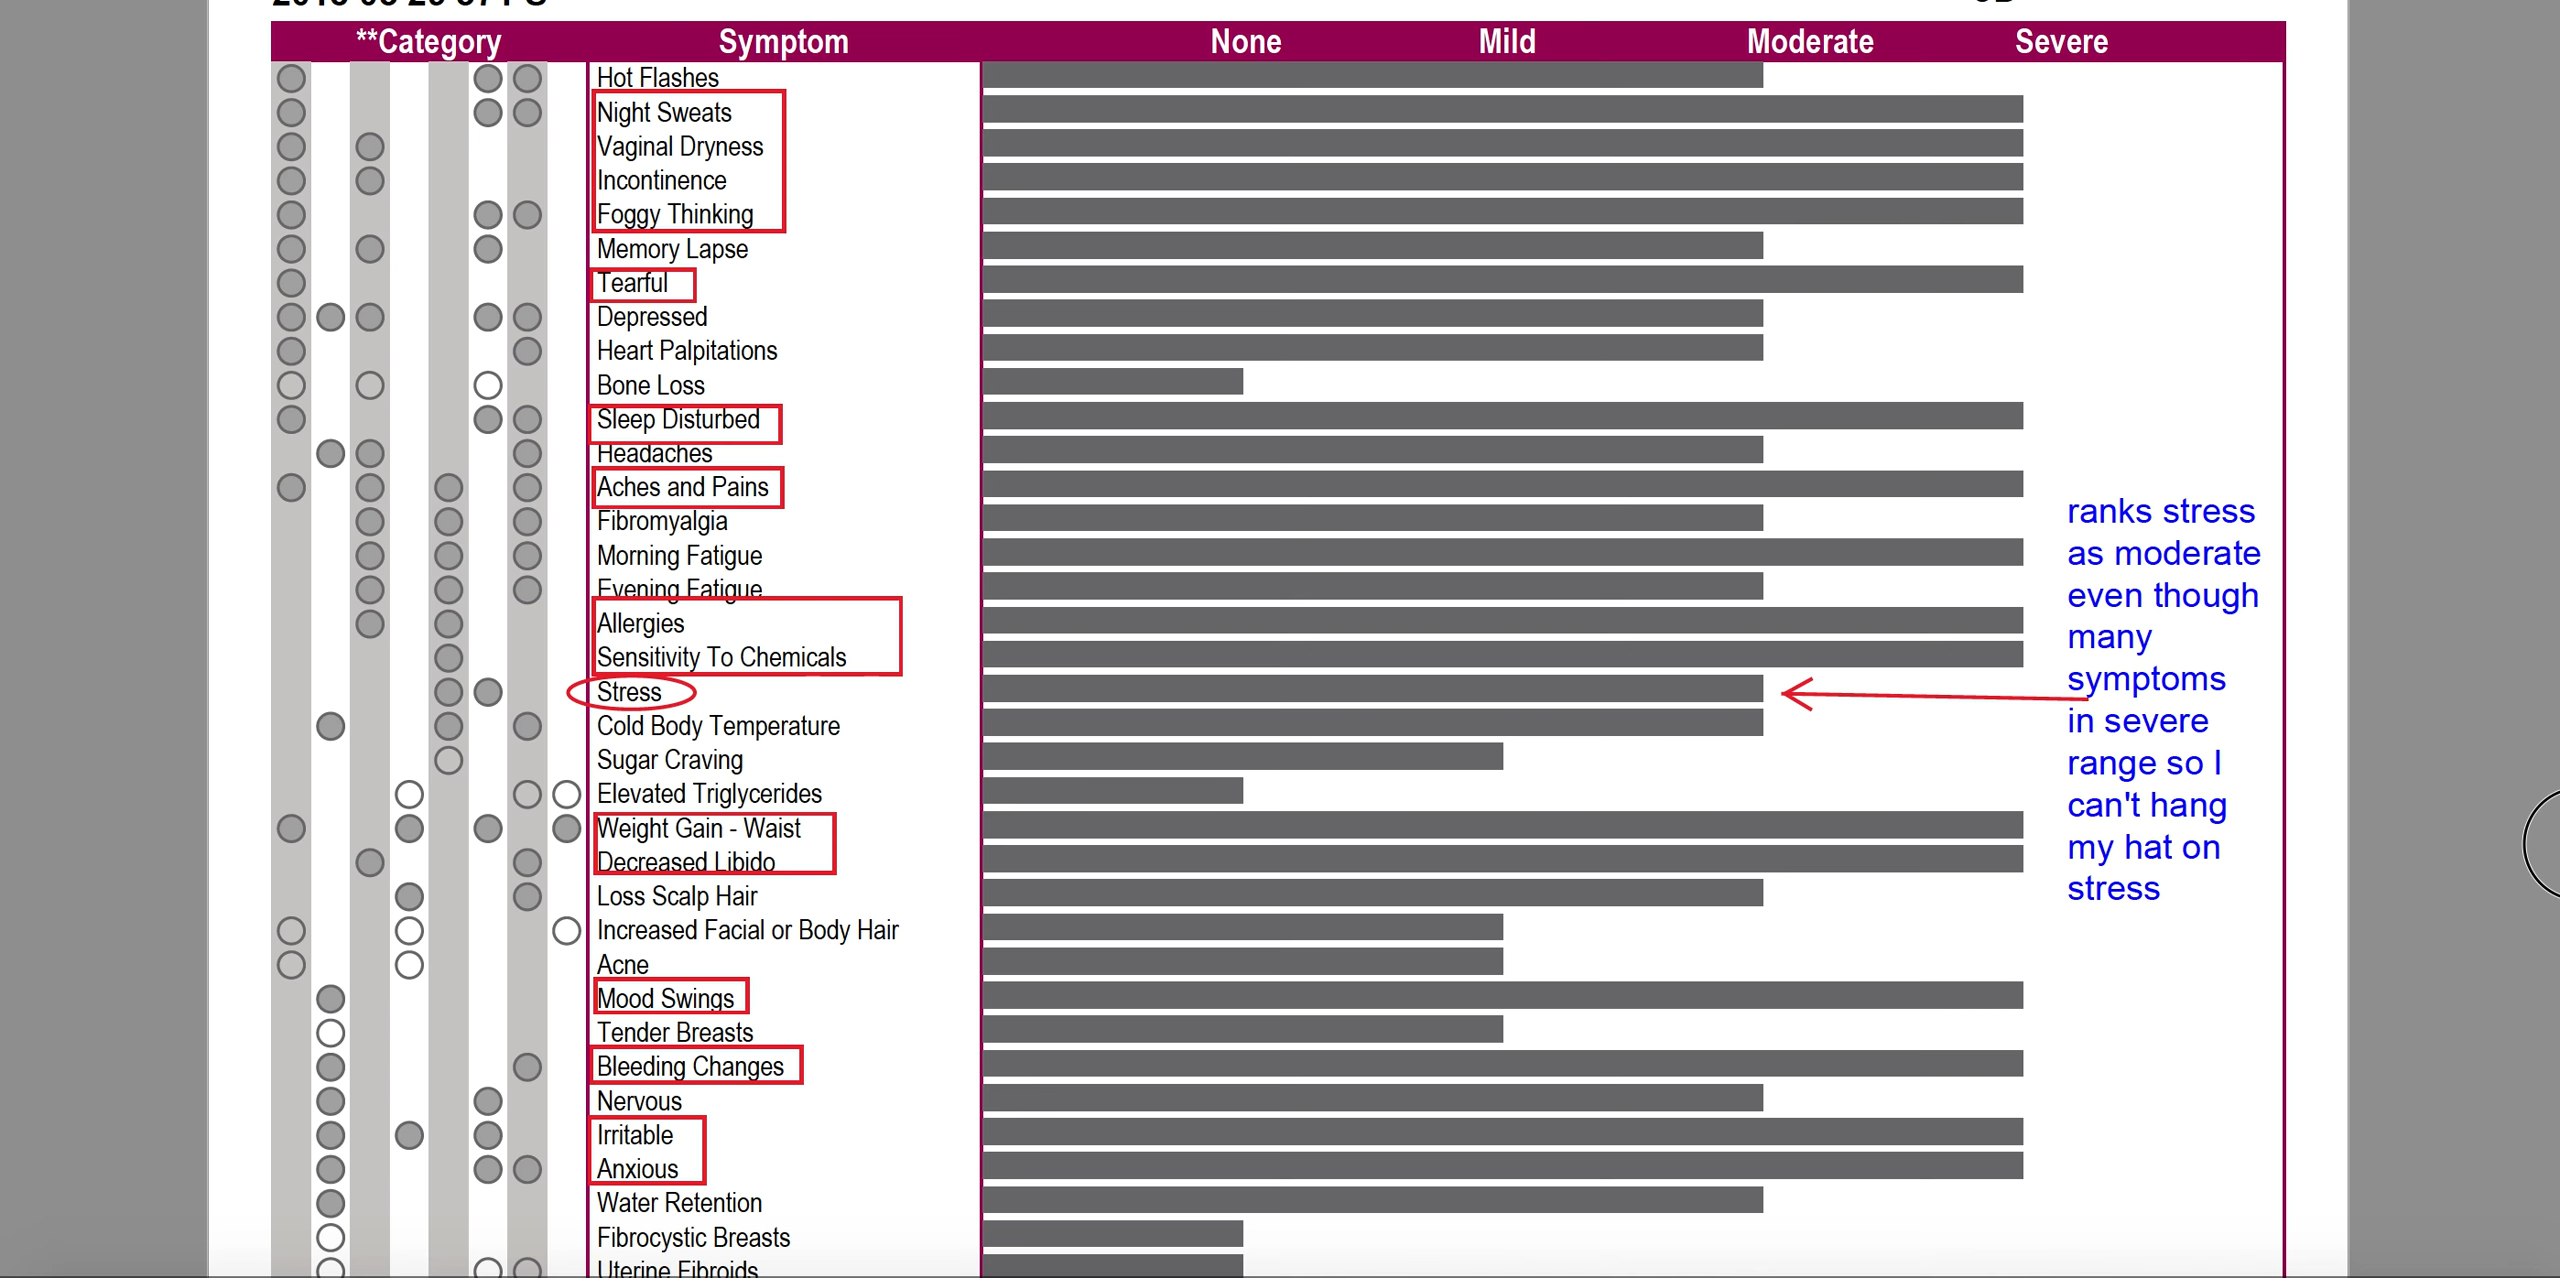 **Category Symptom None Mild Moderate Severe
Hot Flashes
Night Sweats
Vaginal Dryness
Incontinence
Foggy Thinking
Memory Lapse
Tearful
Depressed
Heart Palpitations
Bone Loss
Sleep Disturbed
Headaches
Aches and Pains
Fibromyalgia
Morning Fatigue
Evening Fatigue
Allergies
Sensitivity To Chemicals
Stress
Cold Body Temperature
Sugar Craving
Elevated Triglycerides
Weight Gain - Waist
Decreased Libido
Loss Scalp Hair
Increased Facial or Body Hair
Acne
Mood Swings
Tender Breasts
Bleeding Changes
Nervous
Irritable
Anxious
Water Retention
Fibrocystic Breasts
Uterine Fibroids
ranks stress
as moderate
even though
many
symptoms
in severe
range so I
can't hang
my hat on
stress